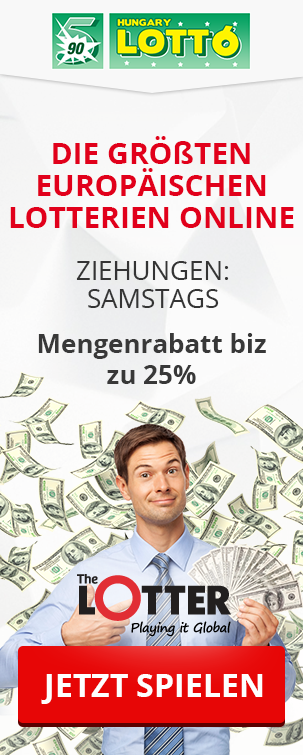 5
90
HUNGARY
LOTTÓ
DIE GRÖßTEN
EUROPÄISCHEN
LOTTERIEN ONLINE
ZIEHUNGEN:
SAMSTAGS
Mengenrabatt biz
zu 25%
The
LOTTER
Playing it Global
JETZT SPIELEN